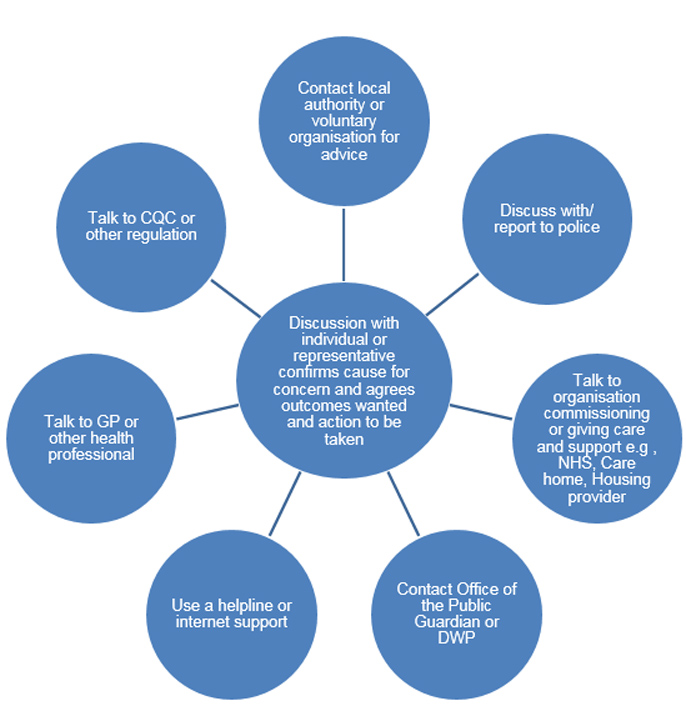 Contact local
authority or
voluntary
organisation for
advice
Discuss with/
report to police
Talk to
organisation
commissioning
or giving care
and support e.g ,
NHS, Care
home, Housing
provider
Contact Office of
the Public
Guardian or
DWP
Use a helpline or
internet support
Talk to GP or
other health
professional
Talk to CQC or
other regulation
Discussion with
individual or
representative
confirms cause for
concern and agrees
outcomes wanted
and action to be
taken